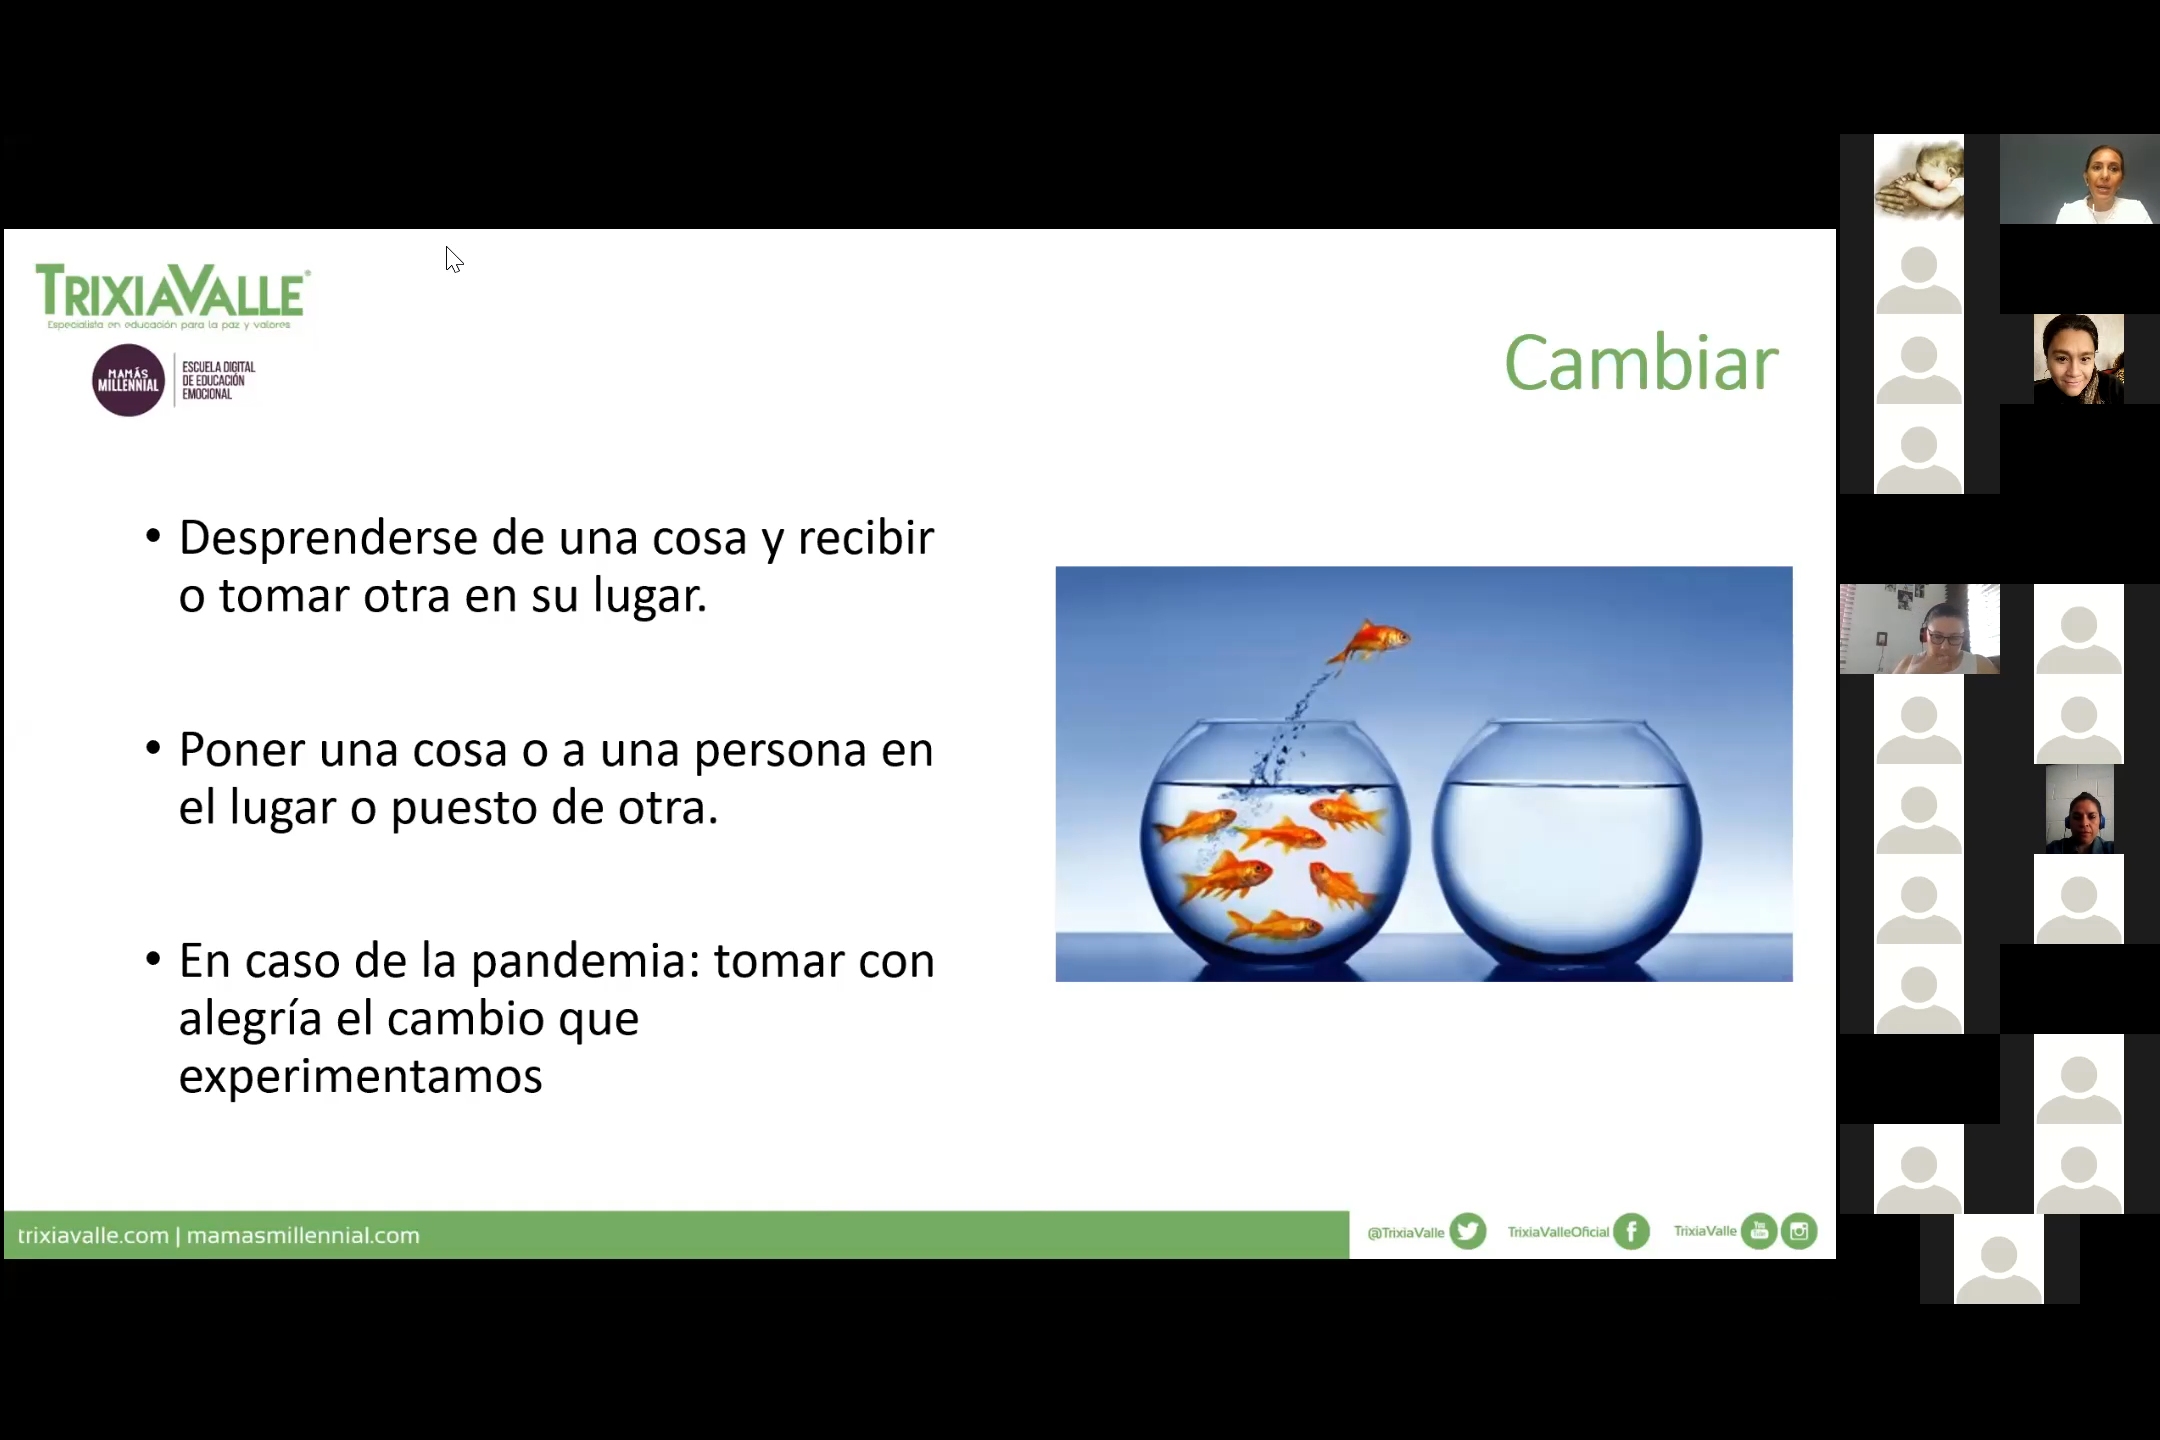 TRIXIAVALLE®
Especialista en educación para la paz y valores
MAMÁS
MILLENNIAL
ESCUELA DIGITAL
DE EDUCACIÓN
EMOCIONAL
Cambiar
• Desprenderse de una cosa y recibir
o tomar otra en su lugar.
• Poner una cosa o a una persona en
el lugar o puesto de otra.
• En caso de la pandemia: tomar con
alegría el cambio que
experimentamos
trixiavalle.com | mamasmillennial.com
@TrixiaValle
TrixiaValleOficial
TrixiaValle
You
Tube